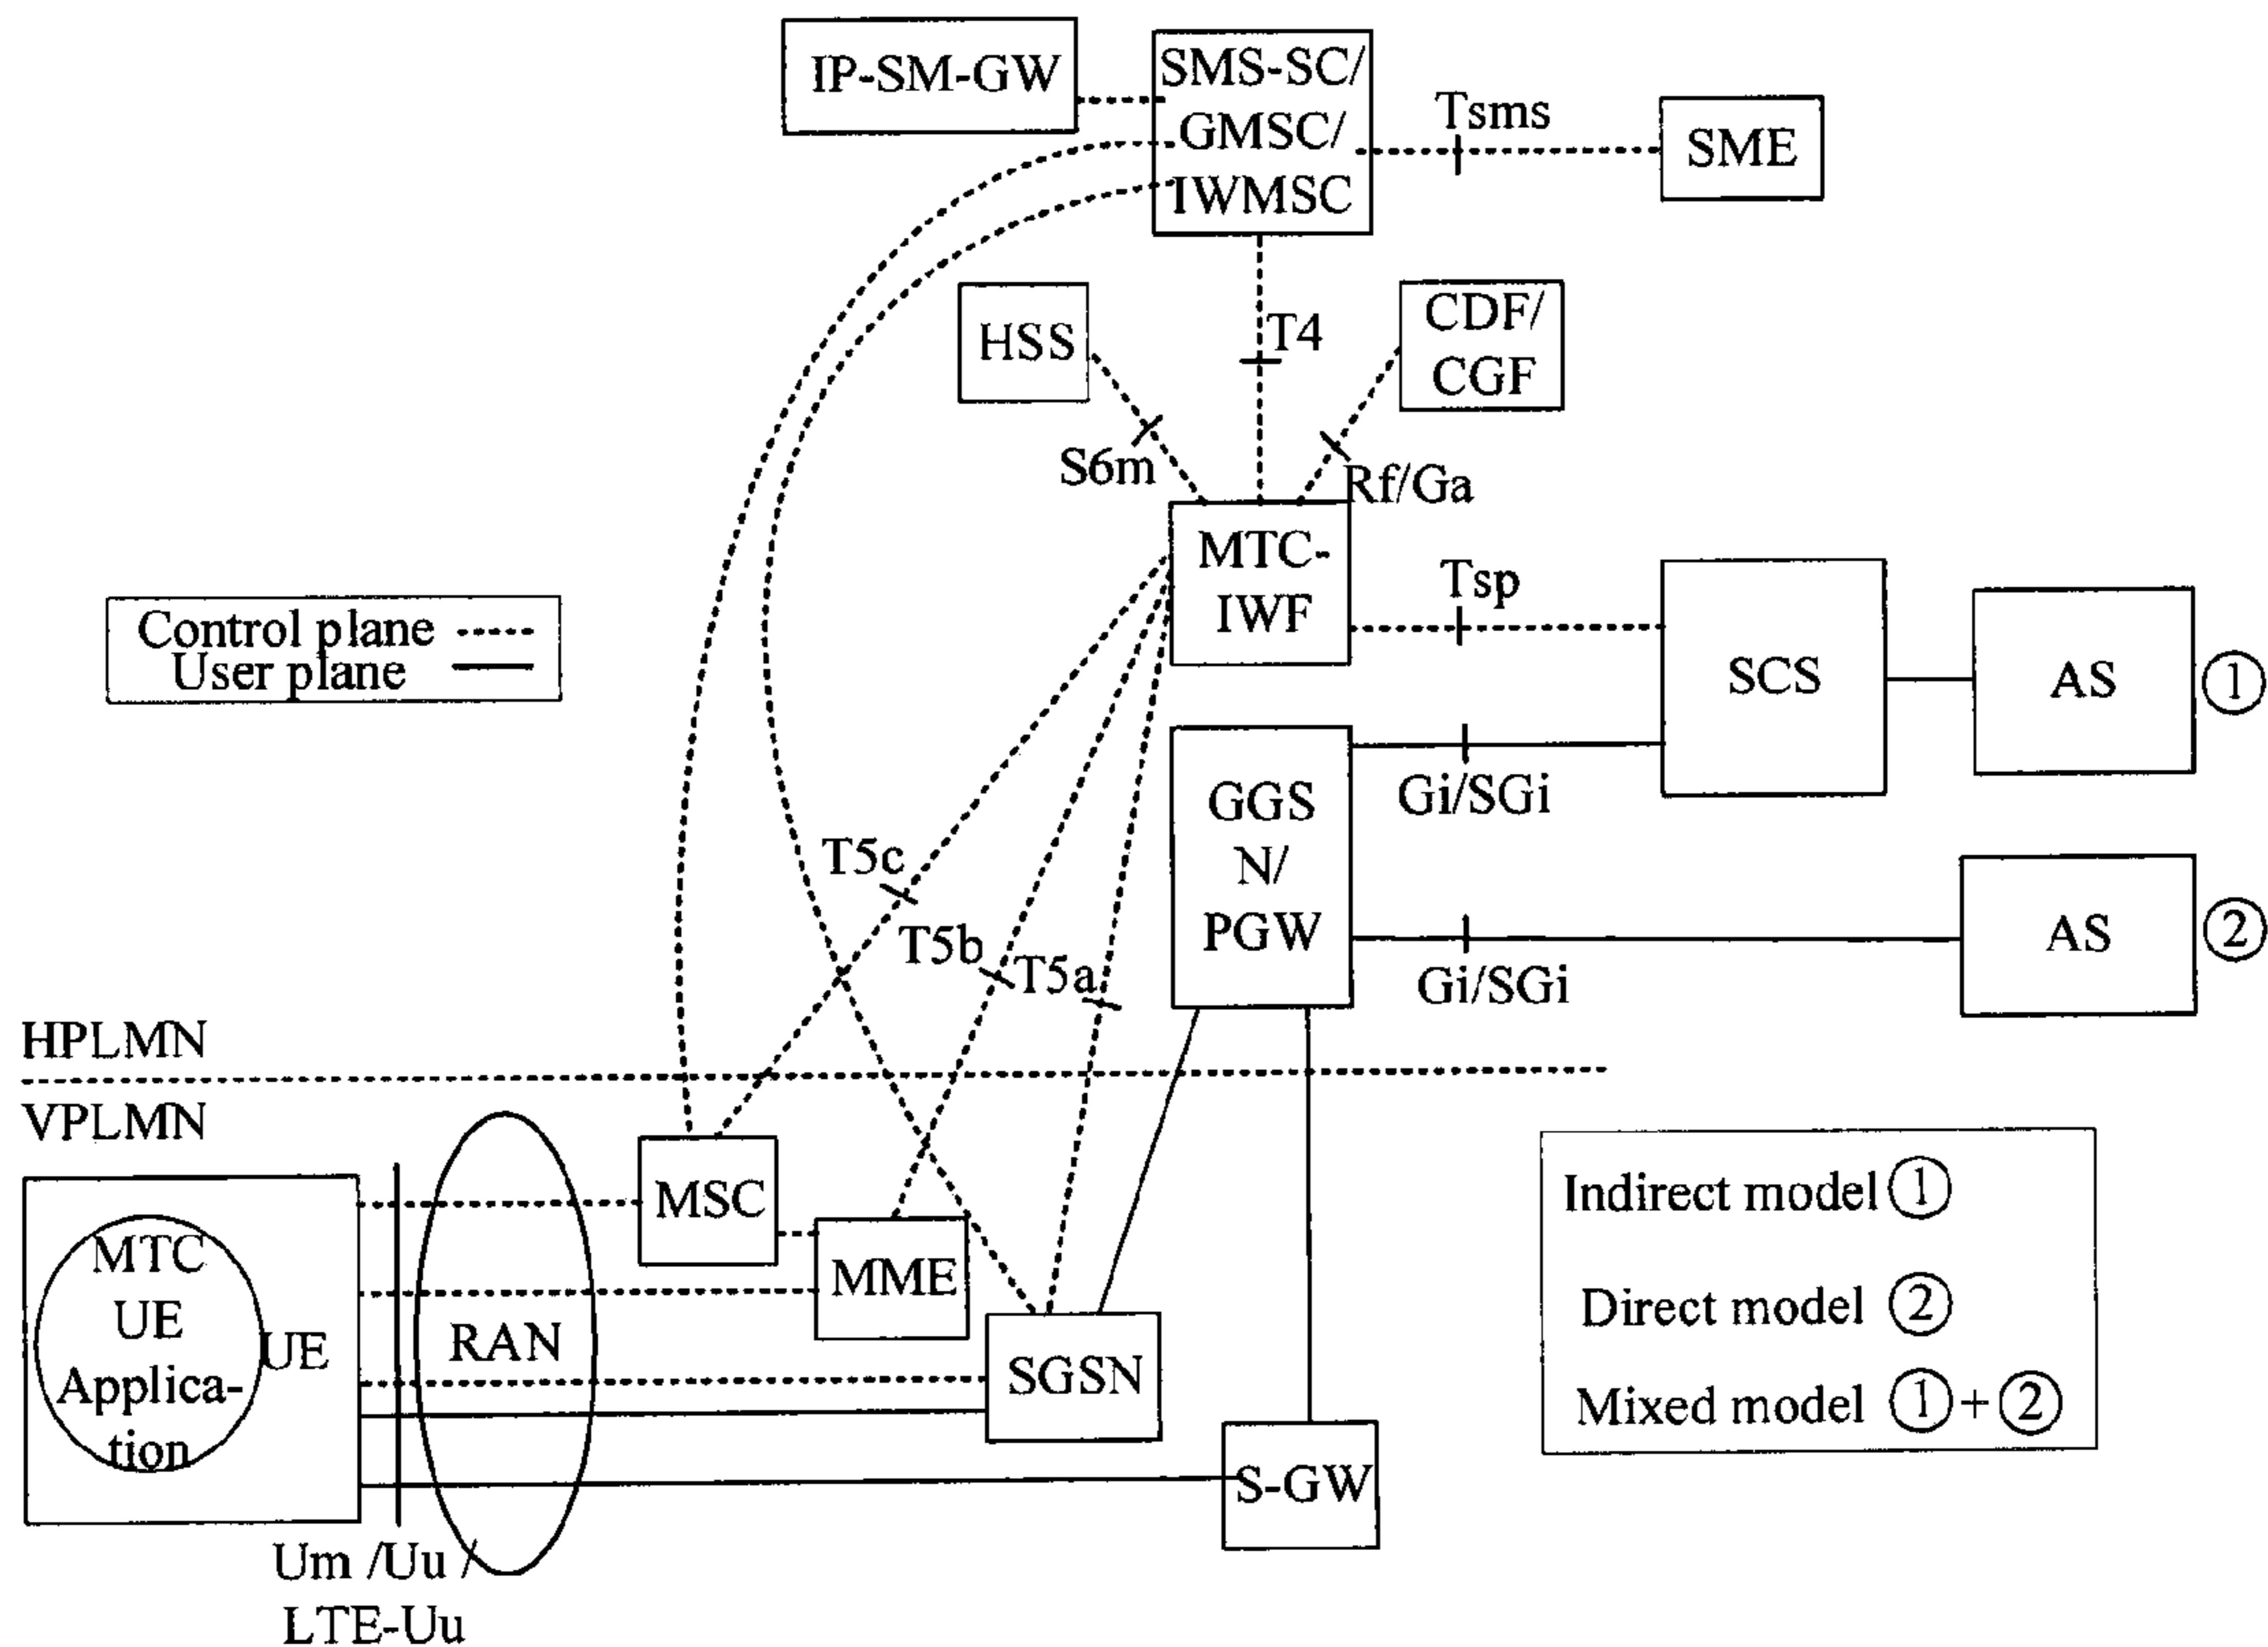 IP-SM-GW
SMS-SC/
GMSC/
IWMSC
Tsms
SME
HSS
T4
CDF/
CGF
S6m
Rf/Ga
MTC-
IWF
Tsp
Control plane
User plane
SCS
AS
①
GGS
N/
PGW
Gi/SGi
T5c
T5b
T5a
AS
②
Gi/SGi
HPLMN
VPLMN
MSC
MME
SGSN
S-GW
MTC
UE
Applica-
tion
UE
RAN
Um /Uu /
LTE-Uu
Indirect model ①
Direct model ②
Mixed model ①+②